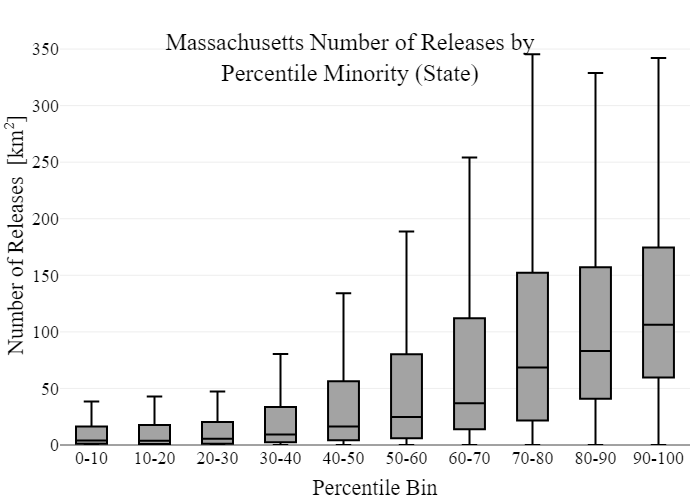 Massachusetts Number of Releases by
Percentile Minority (State)
Number of Releases [km²]
350
300
250
200
150
100
50
0
0-10 10-20 20-30 30-40 40-50 50-60 60-70 70-80 80-90 90-100
Percentile Bin